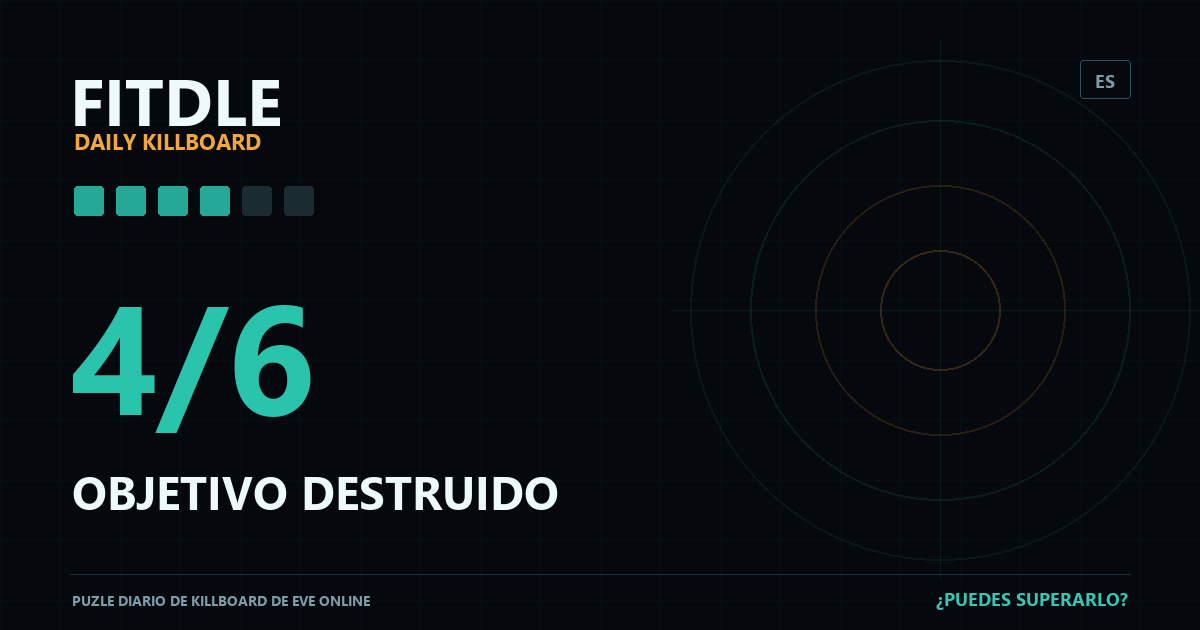 FITDLE
ES
DAILY KILLBOARD
4/6
OBJETIVO DESTRUIDO
PUZLE DIARIO DE KILLBOARD DE EVE ONLINE
¿PUEDES SUPERARLO?